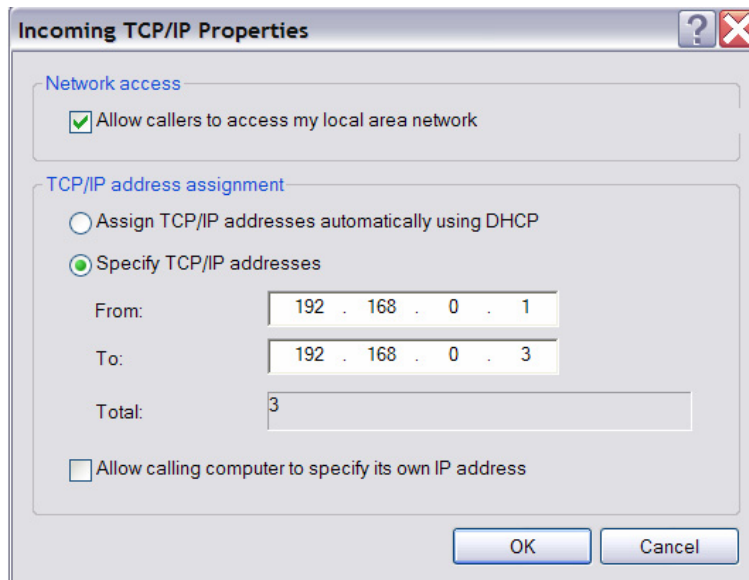 Incoming TCP/IP Properties
?
Network access
Allow callers to access my local area network
TCP/IP address assignment
Assign TCP/IP addresses automatically using DHCP
Specify TCP/IP addresses
From: 192 . 168 . 0 . 1
To: 192 . 168 . 0 . 3
Total: 3
Allow calling computer to specify its own IP address
OK Cancel